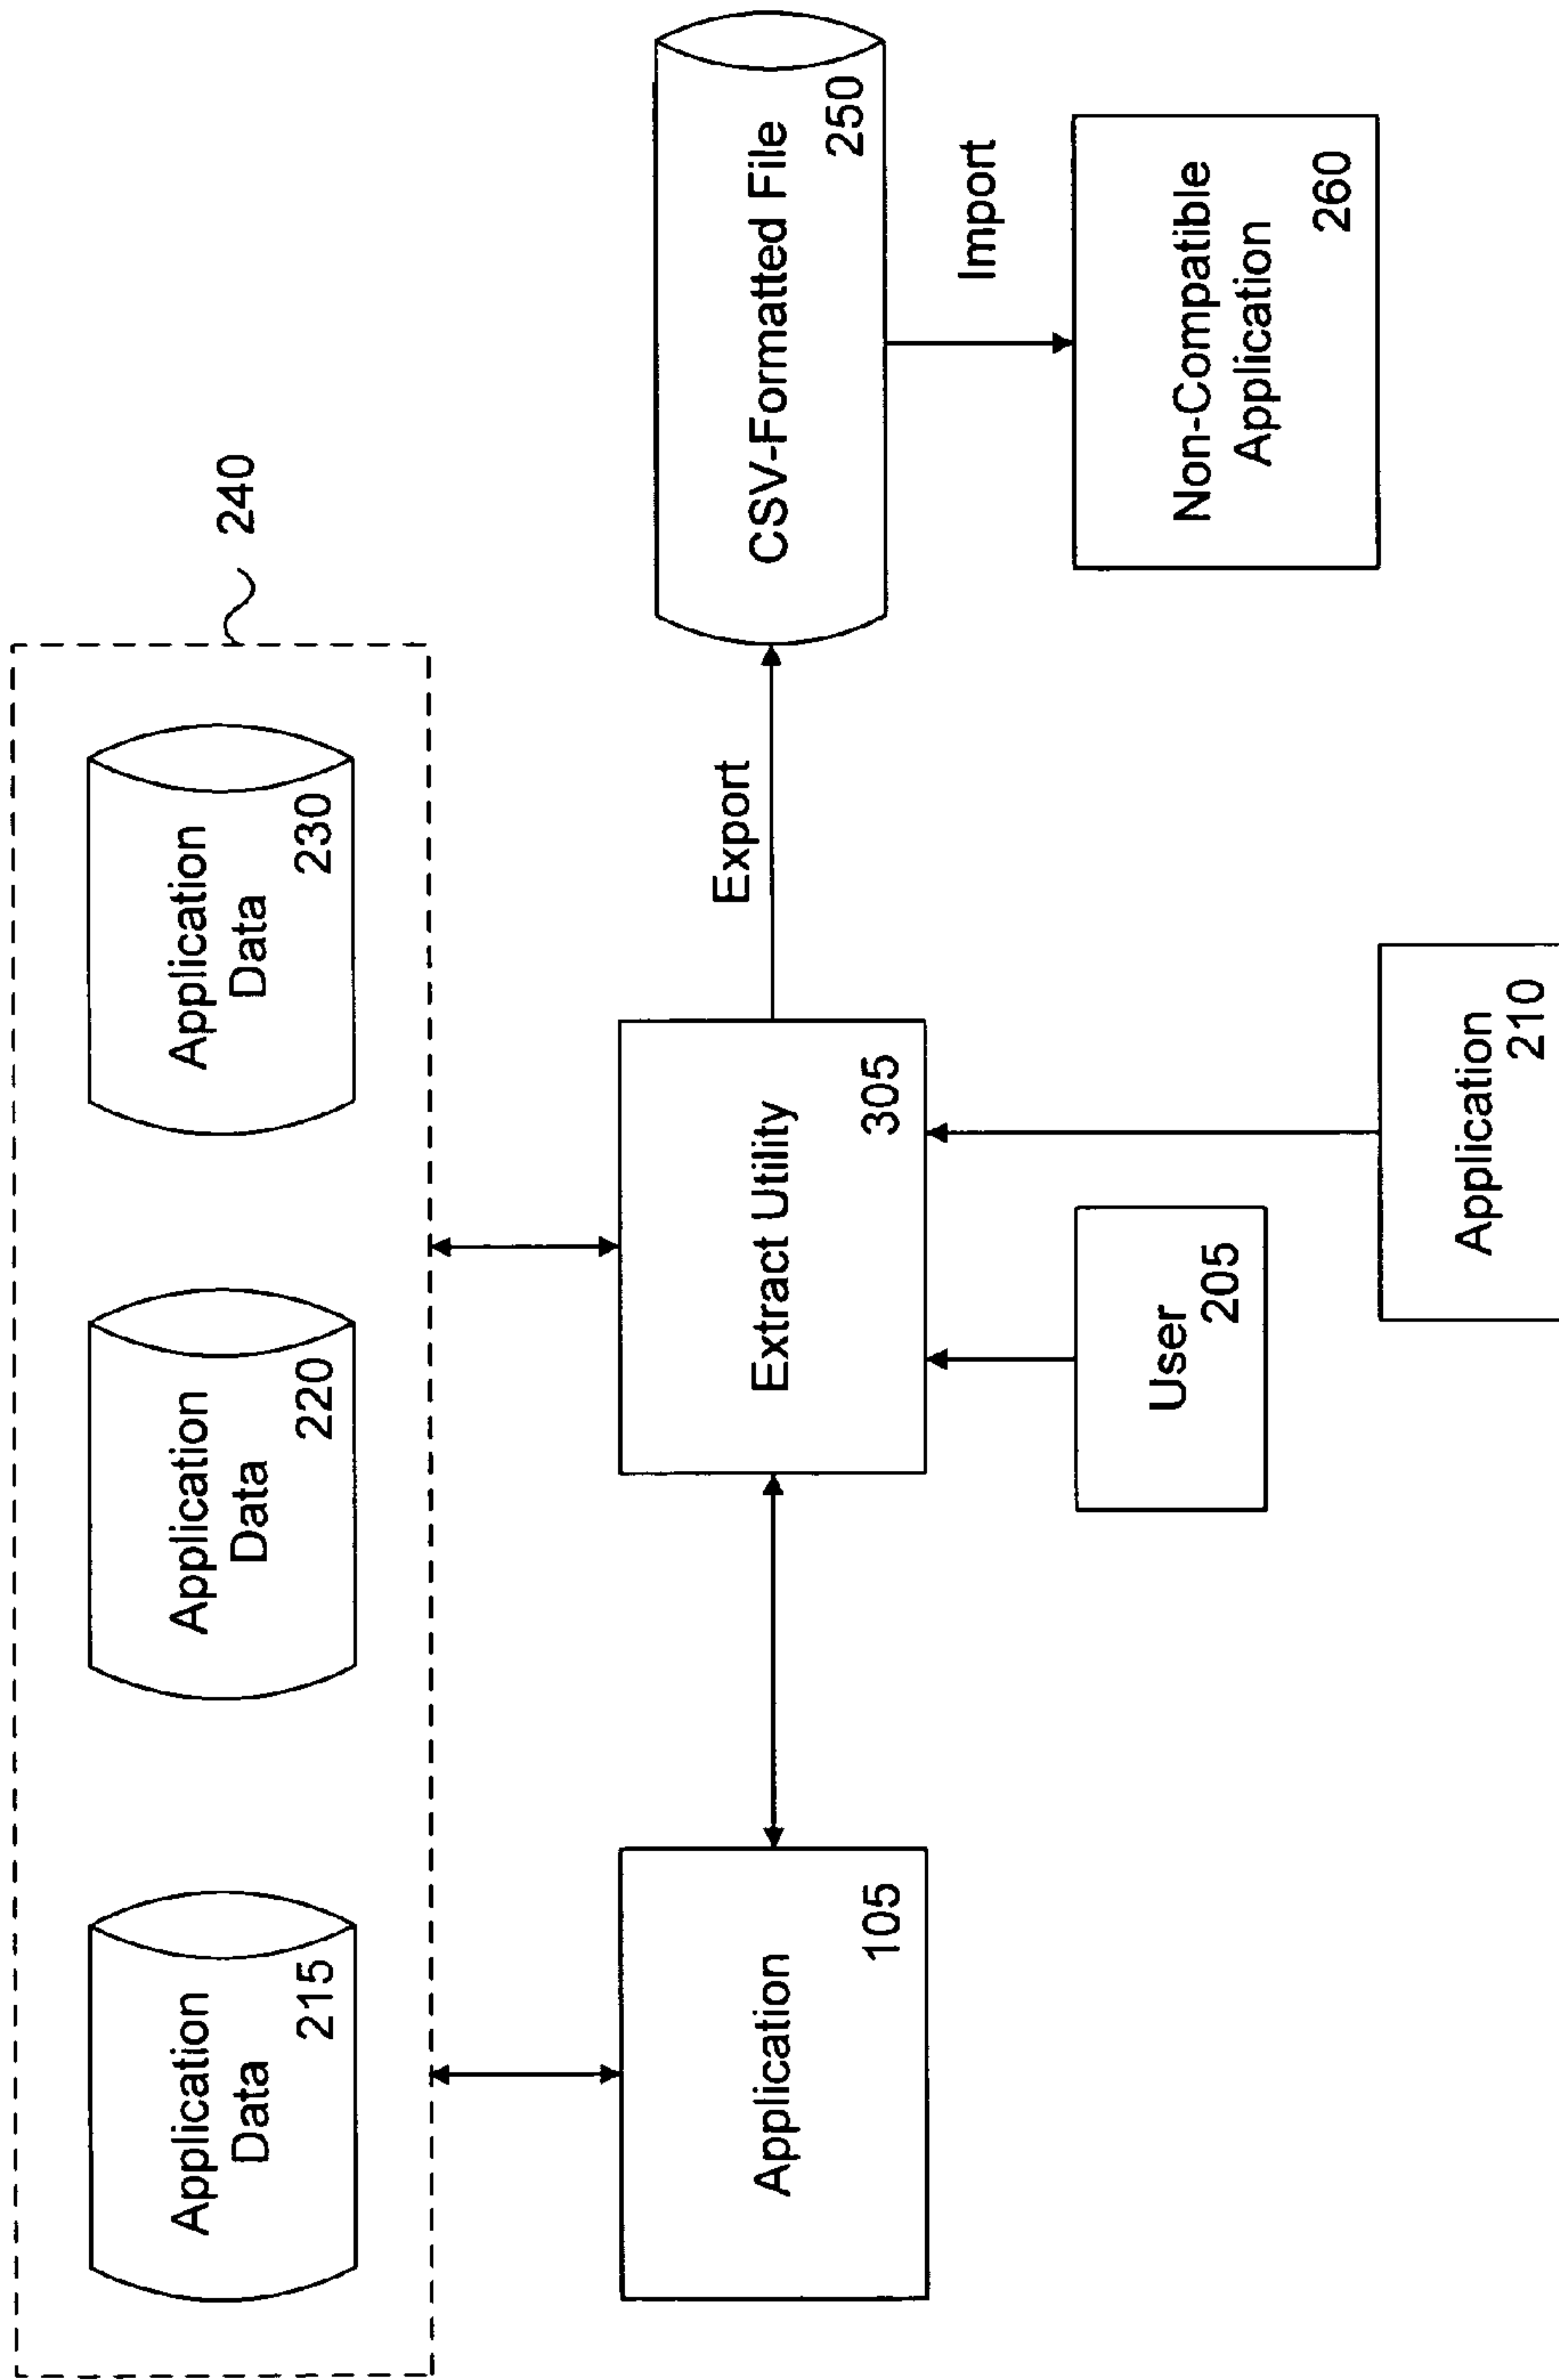 240
Application
Data
215
Application
Data
220
Application
Data
230
Application
105
Extract Utility
305
Export
CSV-Formatted File
250
Import
User
205
Application
210
Non-Compatible
Application
260